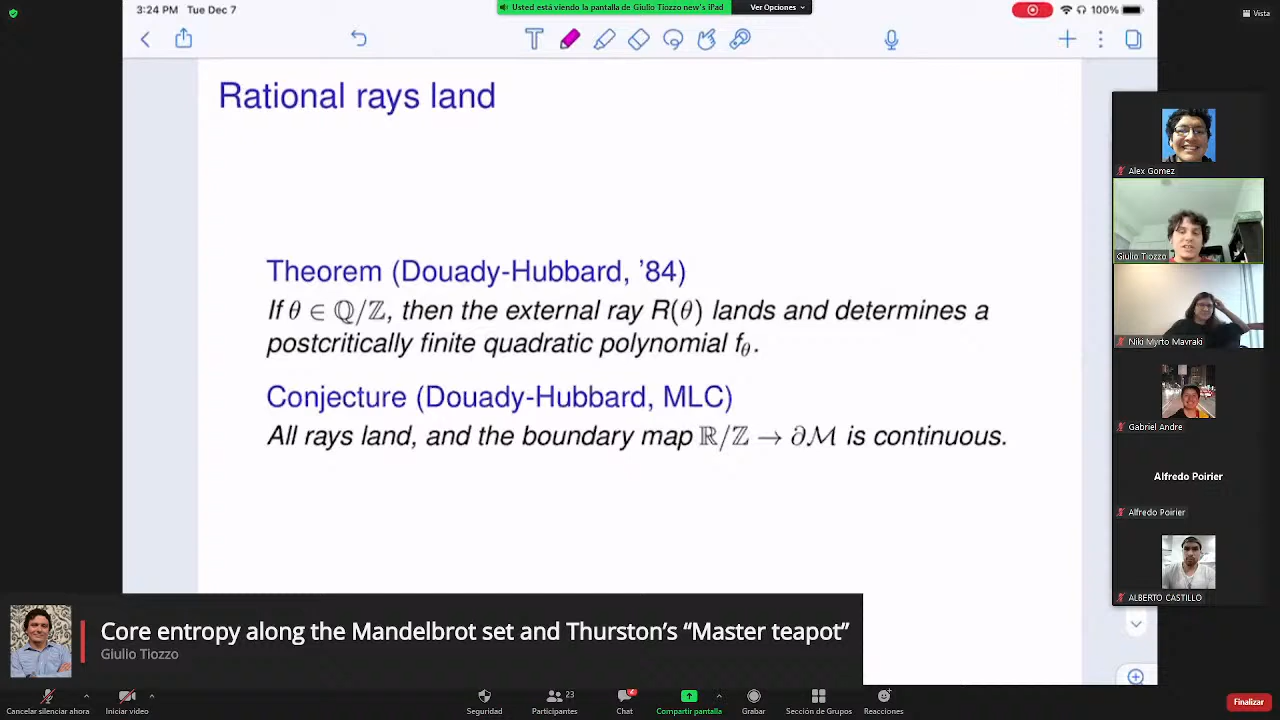 3:24 PM Tue Dec 7
Usted está viendo la pantalla de Giulio Tiozzo new's iPad
Ver Opciones
100%
Vista
Rational rays land
Theorem (Douady-Hubbard, '84)
If θ ∈ ℚ/ℤ, then the external ray R(θ) lands and determines a
postcritically finite quadratic polynomial f_θ.
Conjecture (Douady-Hubbard, MLC)
All rays land, and the boundary map ℝ/ℤ → ∂ℳ is continuous.
Alex Gomez
Giulio Tiozzo
Niki Myrto Mavraki
Gabriel Andre
Alfredo Poirier
Alfredo Poirier
ALBERTO CASTILLO
Core entropy along the Mandelbrot set and Thurston's “Master teapot”
Giulio Tiozzo
Cancelar silenciar ahora
Iniciar video
Seguridad
Participantes
23
Chat
2
Compartir pantalla
Grabar
Sección de Grupos
Reacciones
Finalizar